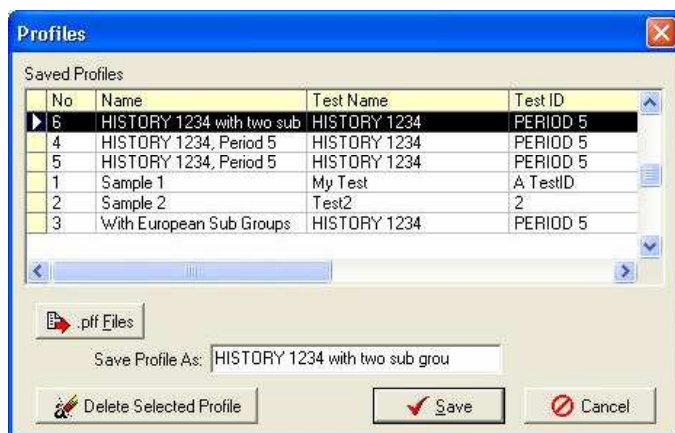 Profiles
Saved Profiles
No Name Test Name Test ID
6 HISTORY 1234 with two sub HISTORY 1234 PERIOD 5
4 HISTORY 1234, Period 5 HISTORY 1234 PERIOD 5
5 HISTORY 1234, Period 5 HISTORY 1234 PERIOD 5
1 Sample 1 My Test A TestID
2 Sample 2 Test2 2
3 With European Sub Groups HISTORY 1234 PERIOD 5
.pff Files
Save Profile As: HISTORY 1234 with two sub grou
Delete Selected Profile Save Cancel